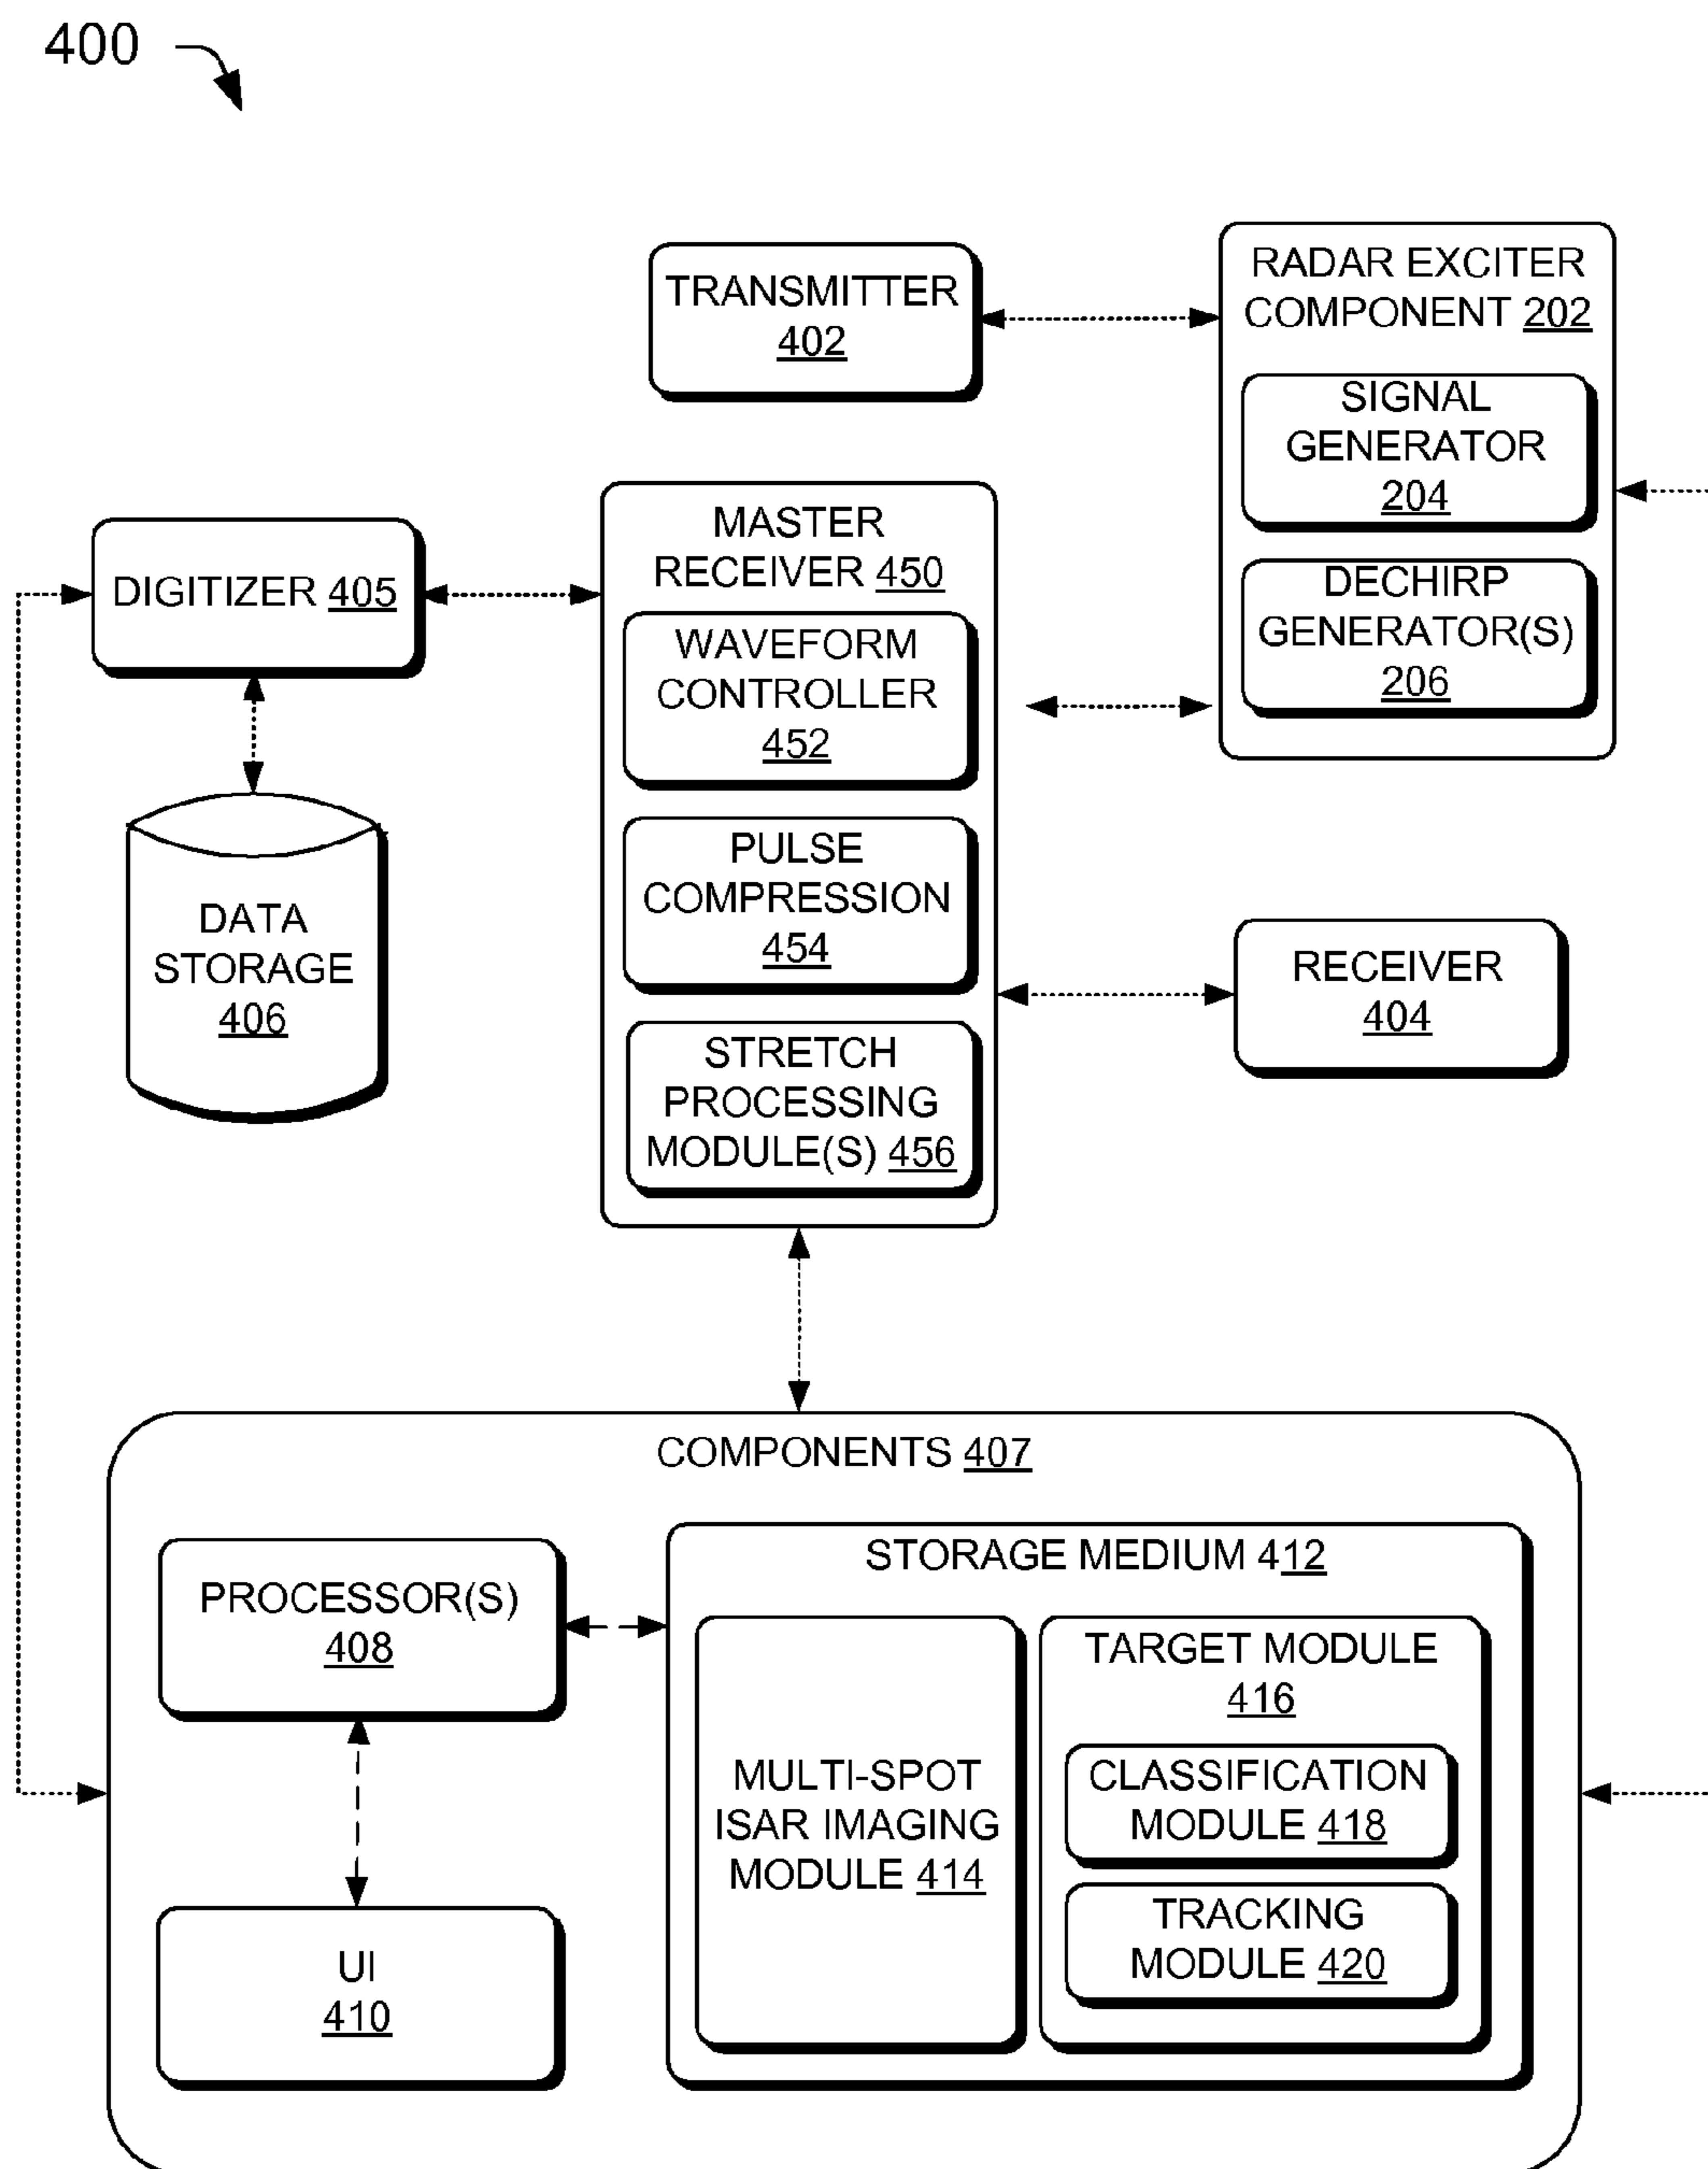 400
TRANSMITTER
402
RADAR EXCITER
COMPONENT 202
SIGNAL
GENERATOR
204
DECHIRP
GENERATOR(S)
206
MASTER
RECEIVER 450
WAVEFORM
CONTROLLER
452
PULSE
COMPRESSION
454
STRETCH
PROCESSING
MODULE(S) 456
DIGITIZER 405
DATA
STORAGE
406
RECEIVER
404
COMPONENTS 407
PROCESSOR(S)
408
UI
410
STORAGE MEDIUM 412
MULTI-SPOT
ISAR IMAGING
MODULE 414
TARGET MODULE
416
CLASSIFICATION
MODULE 418
TRACKING
MODULE 420